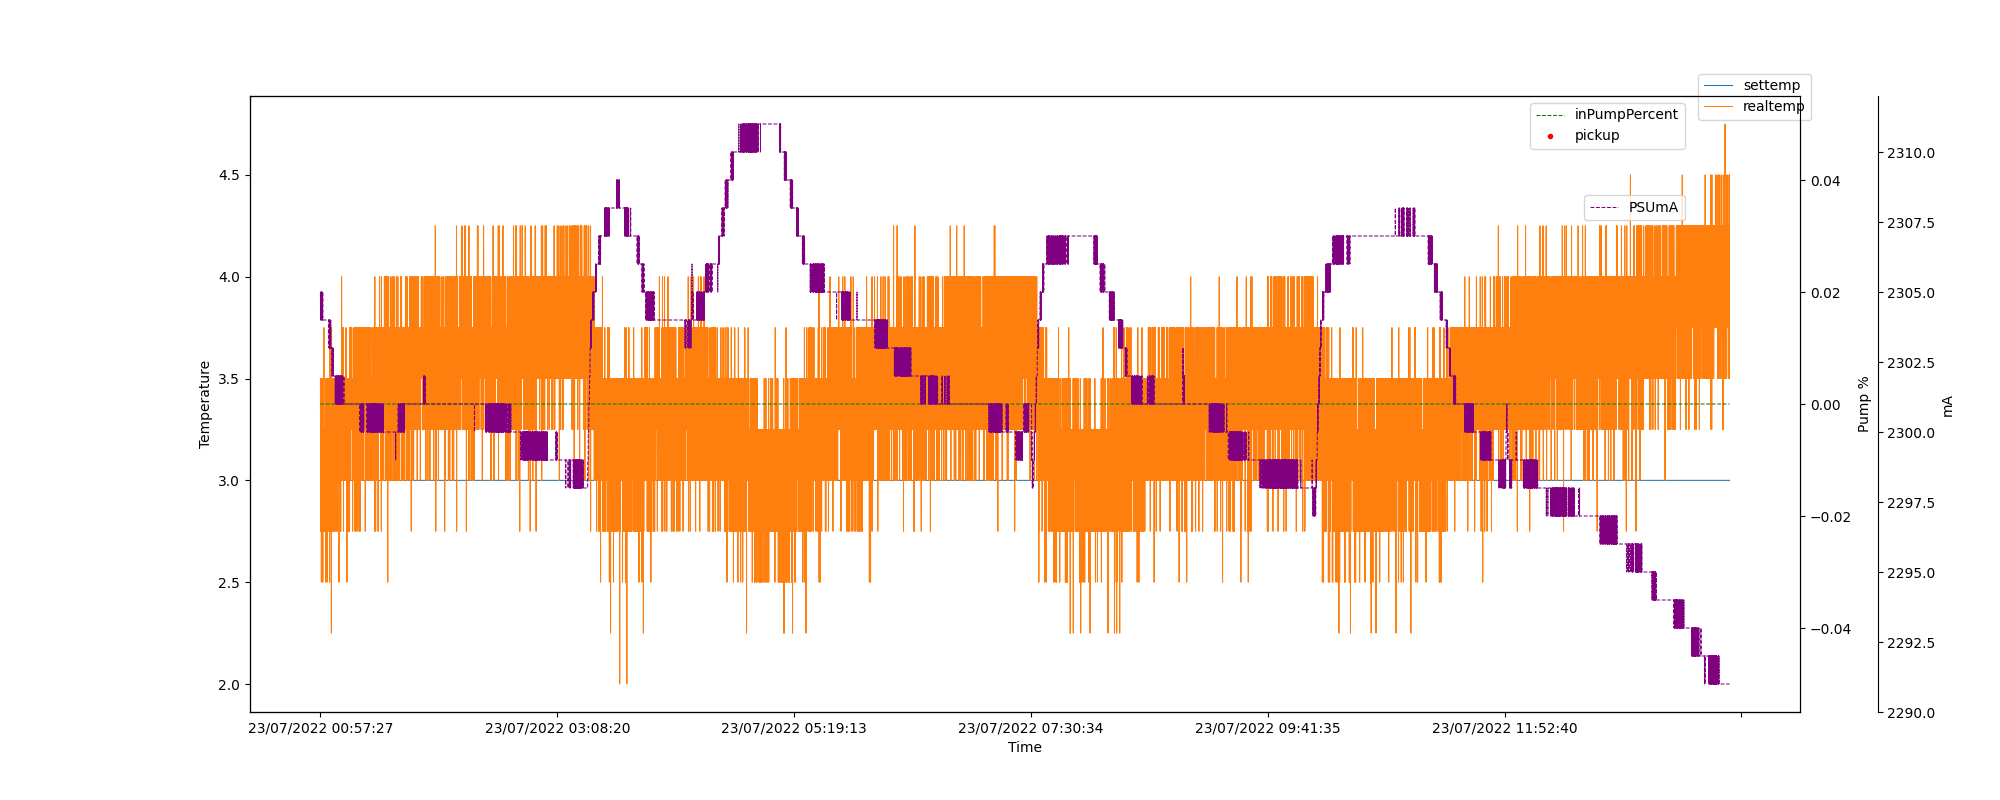 settemp
realtemp
inPumpPercent
pickup
PSUmA
4.5
4.0
3.5
3.0
2.5
2.0
Temperature
0.04
0.02
0.00
−0.02
−0.04
Pump %
2310.0
2307.5
2305.0
2302.5
2300.0
2297.5
2295.0
2292.5
2290.0
mA
23/07/2022 00:57:27
23/07/2022 03:08:20
23/07/2022 05:19:13
23/07/2022 07:30:34
23/07/2022 09:41:35
23/07/2022 11:52:40
Time